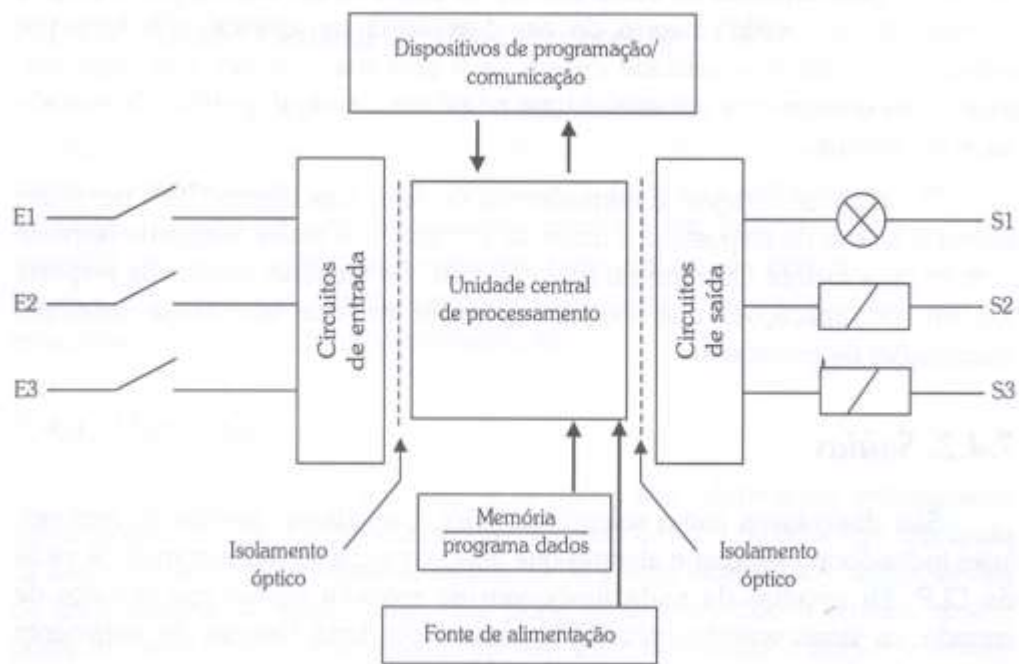 Dispositivos de programação/
comunicação
E1
E2
E3
Circuitos
de entrada
Unidade central
de processamento
Circuitos
de saída
S1
S2
S3
Isolamento
óptico
Memória
programa dados
Isolamento
óptico
Fonte de alimentação